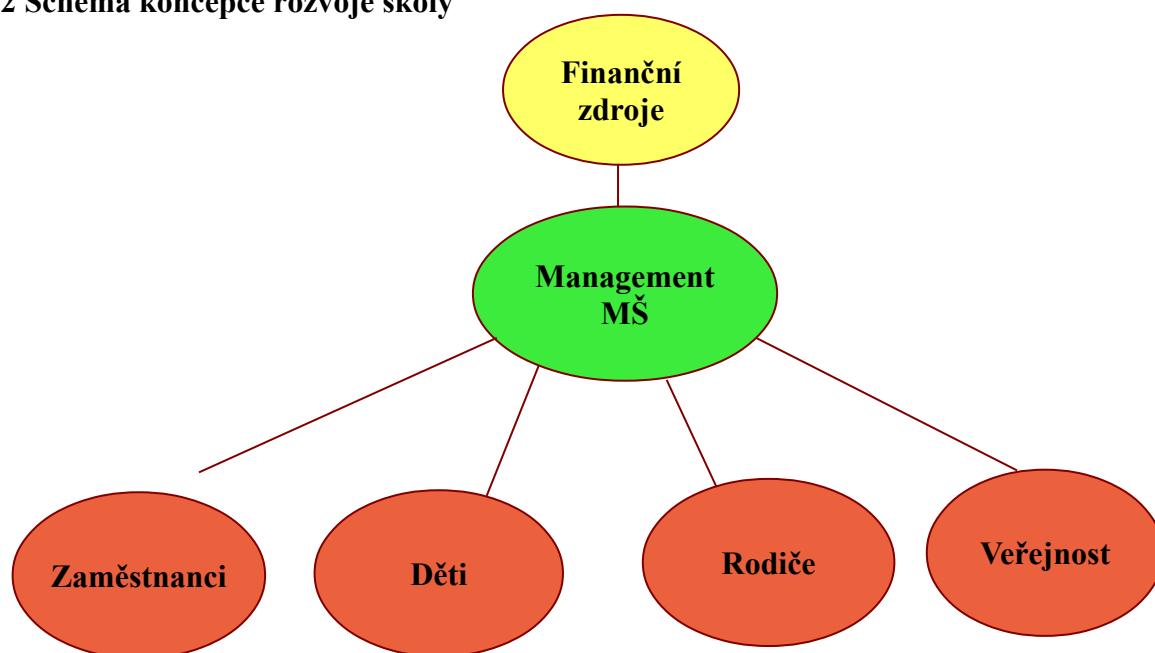 2 Schéma koncepce rozvoje školy
Finanční
zdroje
Management
MŠ
Zaměstnanci
Děti
Rodiče
Veřejnost